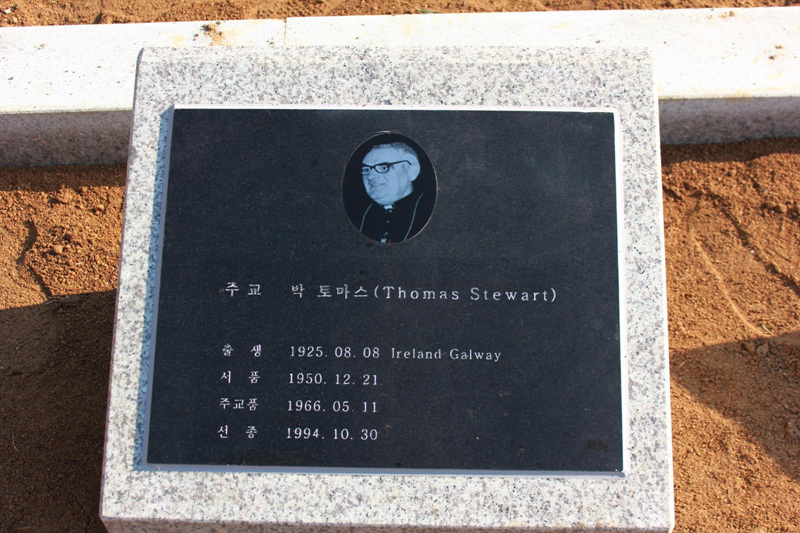 주교 박 토마스(Thomas Stewart)
출 생 1925. 08. 08 Ireland Galway
서 품 1950. 12. 21
주교품 1966. 05. 11
선 종 1994. 10. 30